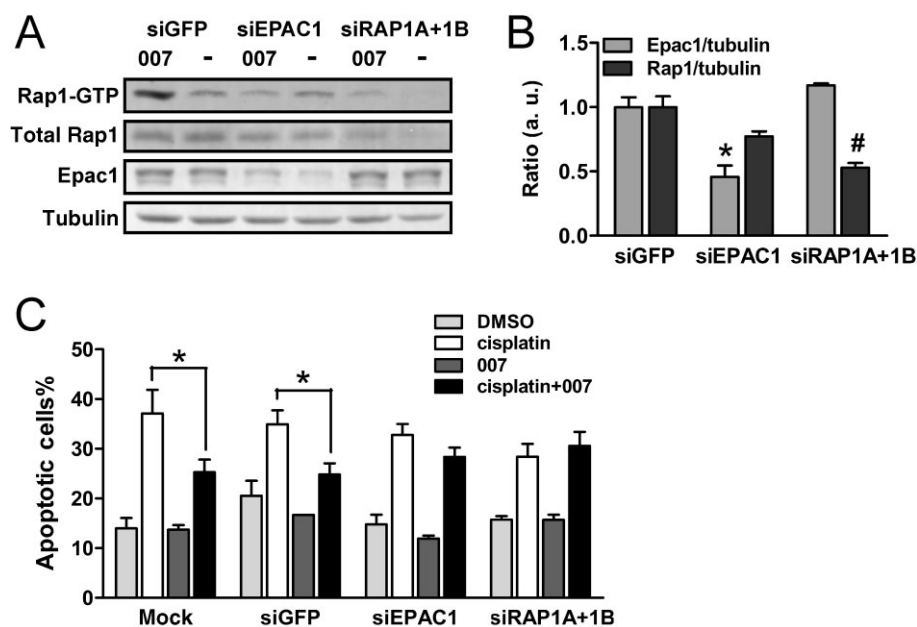 A
siGFP siEPAC1 siRAP1A+1B
007 - 007 - 007 -
Rap1-GTP
Total Rap1
Epac1
Tubulin
B
Epac1/tubulin
Rap1/tubulin
Ratio (a. u.)
1.5
1.0
0.5
0.0
*
#
siGFP siEPAC1 siRAP1A+1B
C
DMSO
cisplatin
007
cisplatin+007
Apoptotic cells%
50
40
30
20
10
0
* *
Mock siGFP siEPAC1 siRAP1A+1B